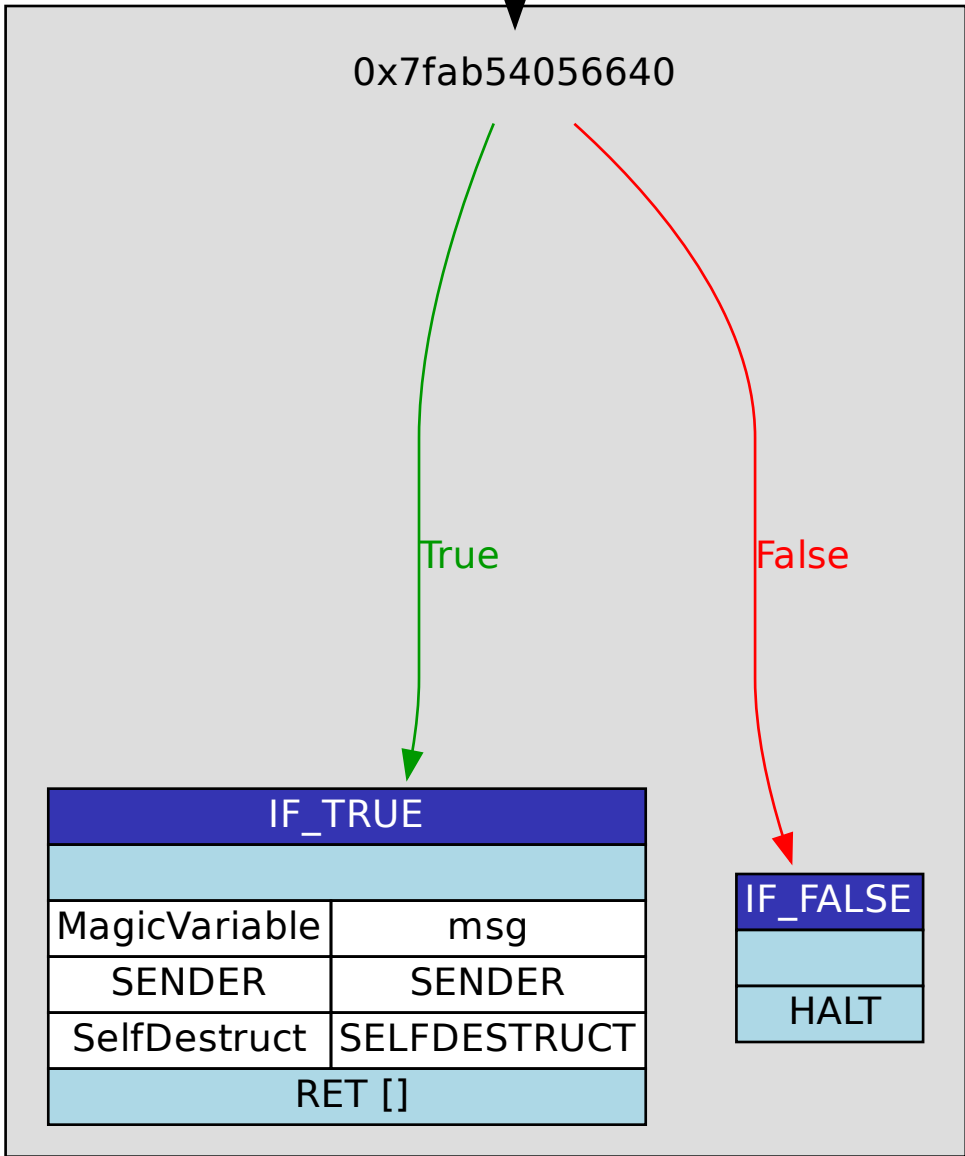 0x7fab54056640
True
False
IF_TRUE
MagicVariable msg
SENDER SENDER
SelfDestruct SELFDESTRUCT
RET []
IF_FALSE
HALT